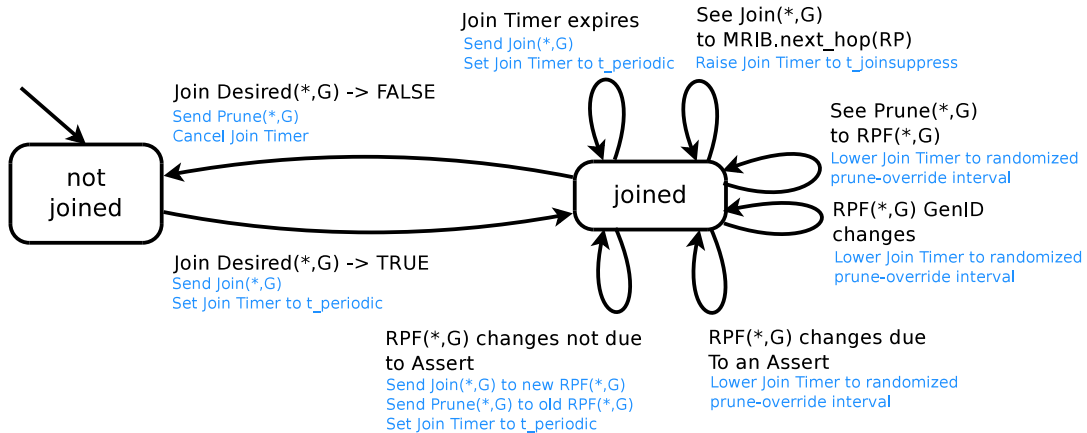 Join Timer expires
Send Join(*,G)
Set Join Timer to t_periodic
See Join(*,G)
to MRIB.next_hop(RP)
Raise Join Timer to t_joinsuppress
Join Desired(*,G) -> FALSE
Send Prune(*,G)
Cancel Join Timer
See Prune(*,G)
to RPF(*,G)
Lower Join Timer to randomized
prune-override interval
not
joined
joined
RPF(*,G) GenID
changes
Lower Join Timer to randomized
prune-override interval
Join Desired(*,G) -> TRUE
Send Join(*,G)
Set Join Timer to t_periodic
RPF(*,G) changes not due
to Assert
Send Join(*,G) to new RPF(*,G)
Send Prune(*,G) to old RPF(*,G)
Set Join Timer to t_periodic
RPF(*,G) changes due
To an Assert
Lower Join Timer to randomized
prune-override interval